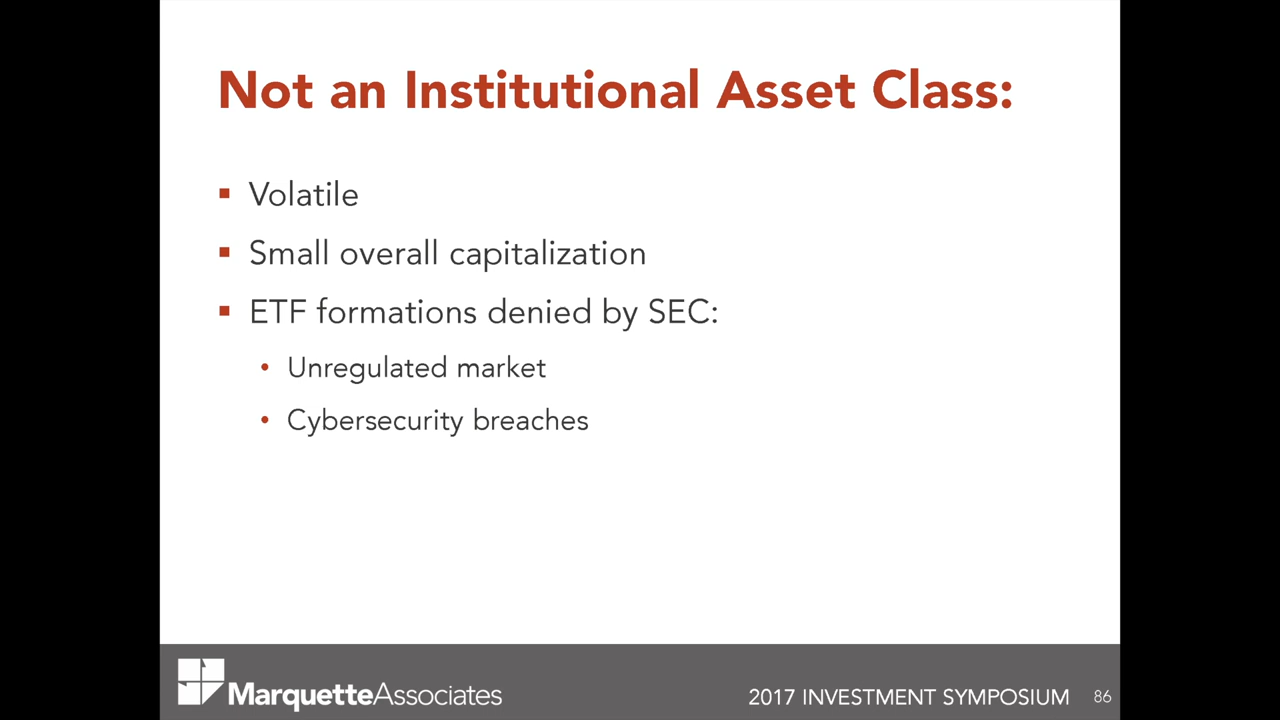 Not an Institutional Asset Class:
▪ Volatile
▪ Small overall capitalization
▪ ETF formations denied by SEC:
• Unregulated market
• Cybersecurity breaches
MarquetteAssociates
2017 INVESTMENT SYMPOSIUM 86